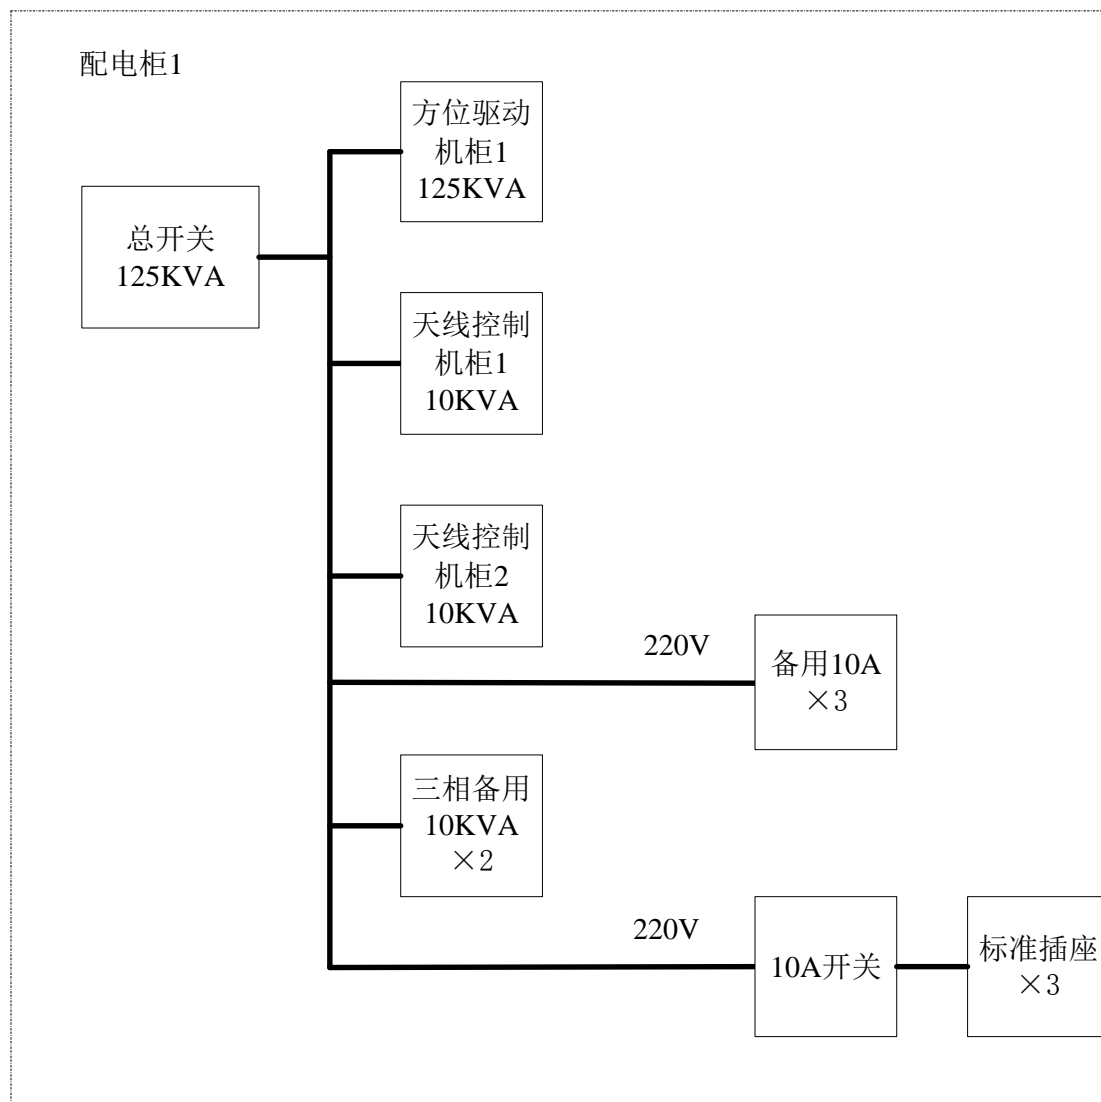 配电柜1
方位驱动
机柜1
125KVA
总开关
125KVA
天线控制
机柜1
10KVA
天线控制
机柜2
10KVA
220V
备用10A
×3
三相备用
10KVA
×2
220V
10A开关
标准插座
×3